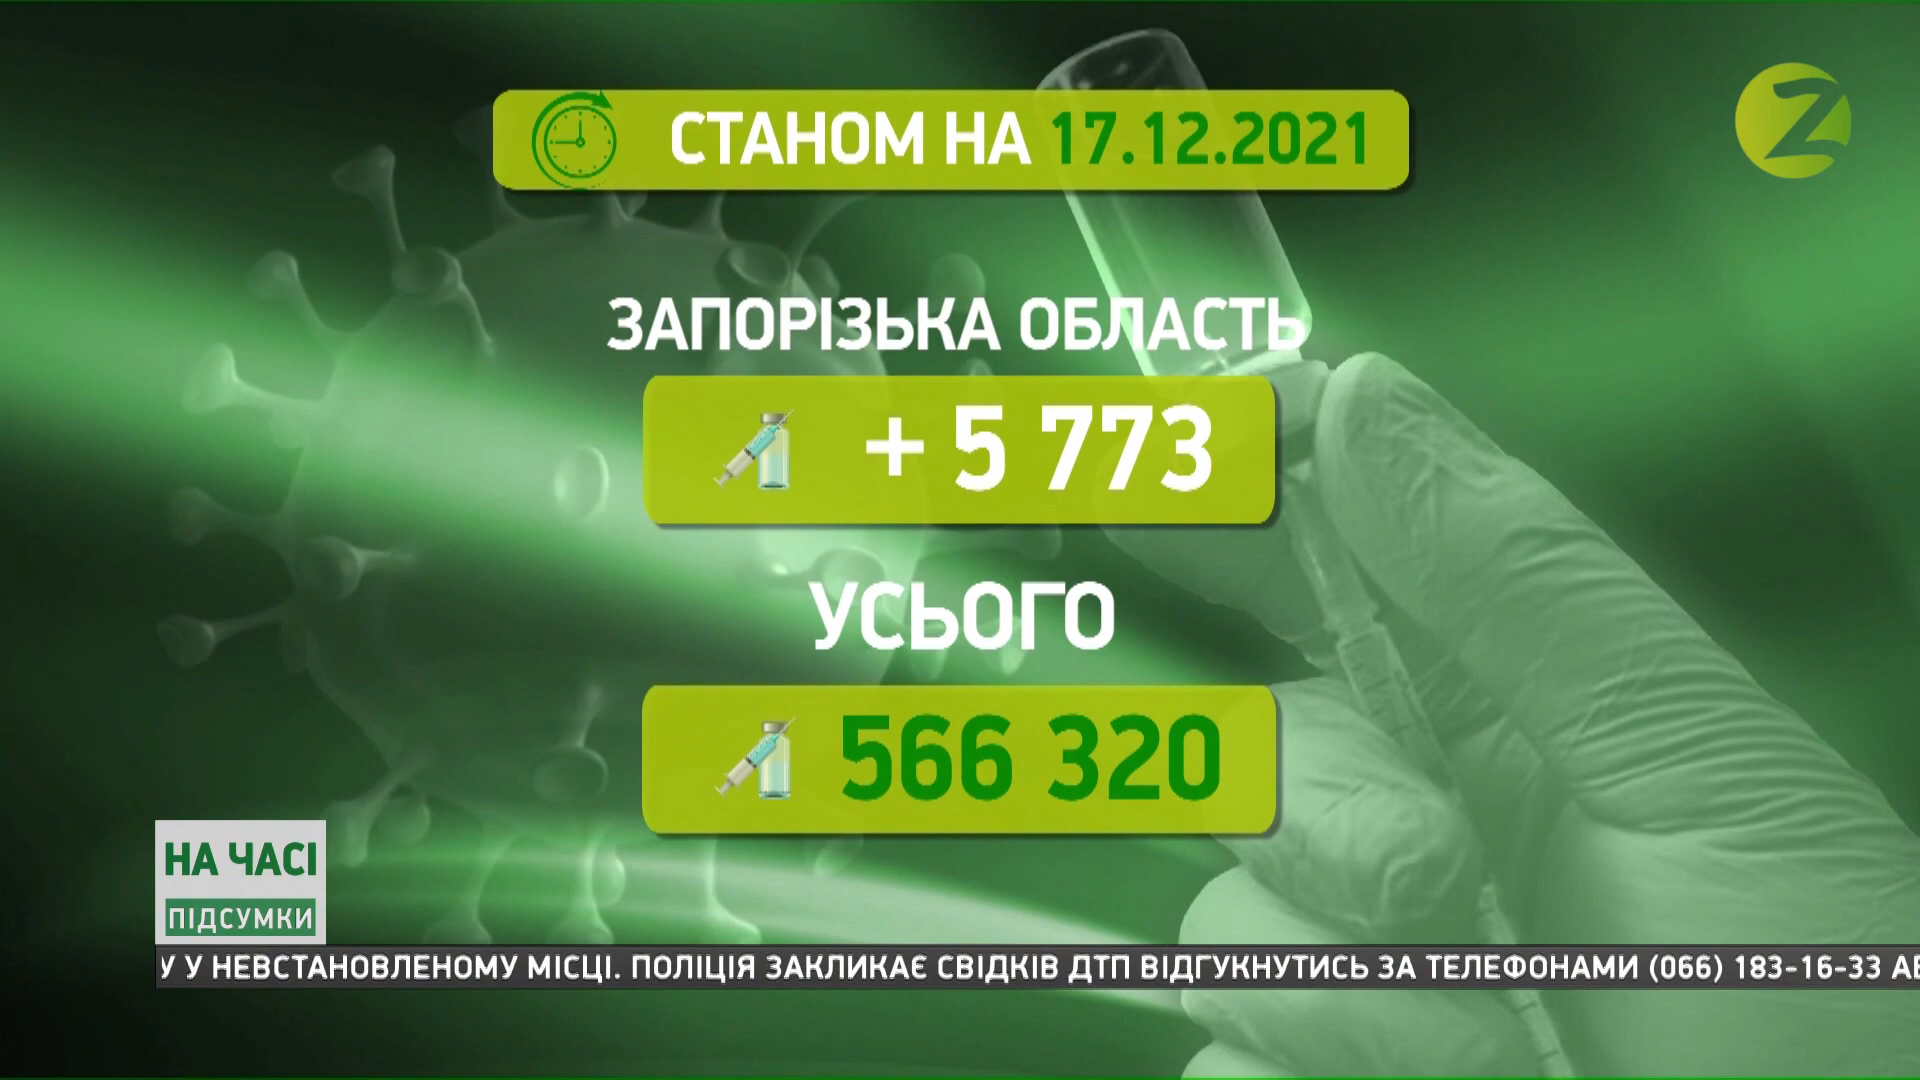 СТАНОМ НА 17.12.2021
ЗАПОРІЗЬКА ОБЛАСТЬ
+ 5 773
УСЬОГО
566 320
НА ЧАСІ
ПІДСУМКИ
У У НЕВСТАНОВЛЕНОМУ МІСЦІ. ПОЛІЦІЯ ЗАКЛИКАЄ СВІДКІВ ДТП ВІДГУКНУТИСЬ ЗА ТЕЛЕФОНАМИ (066) 183-16-33